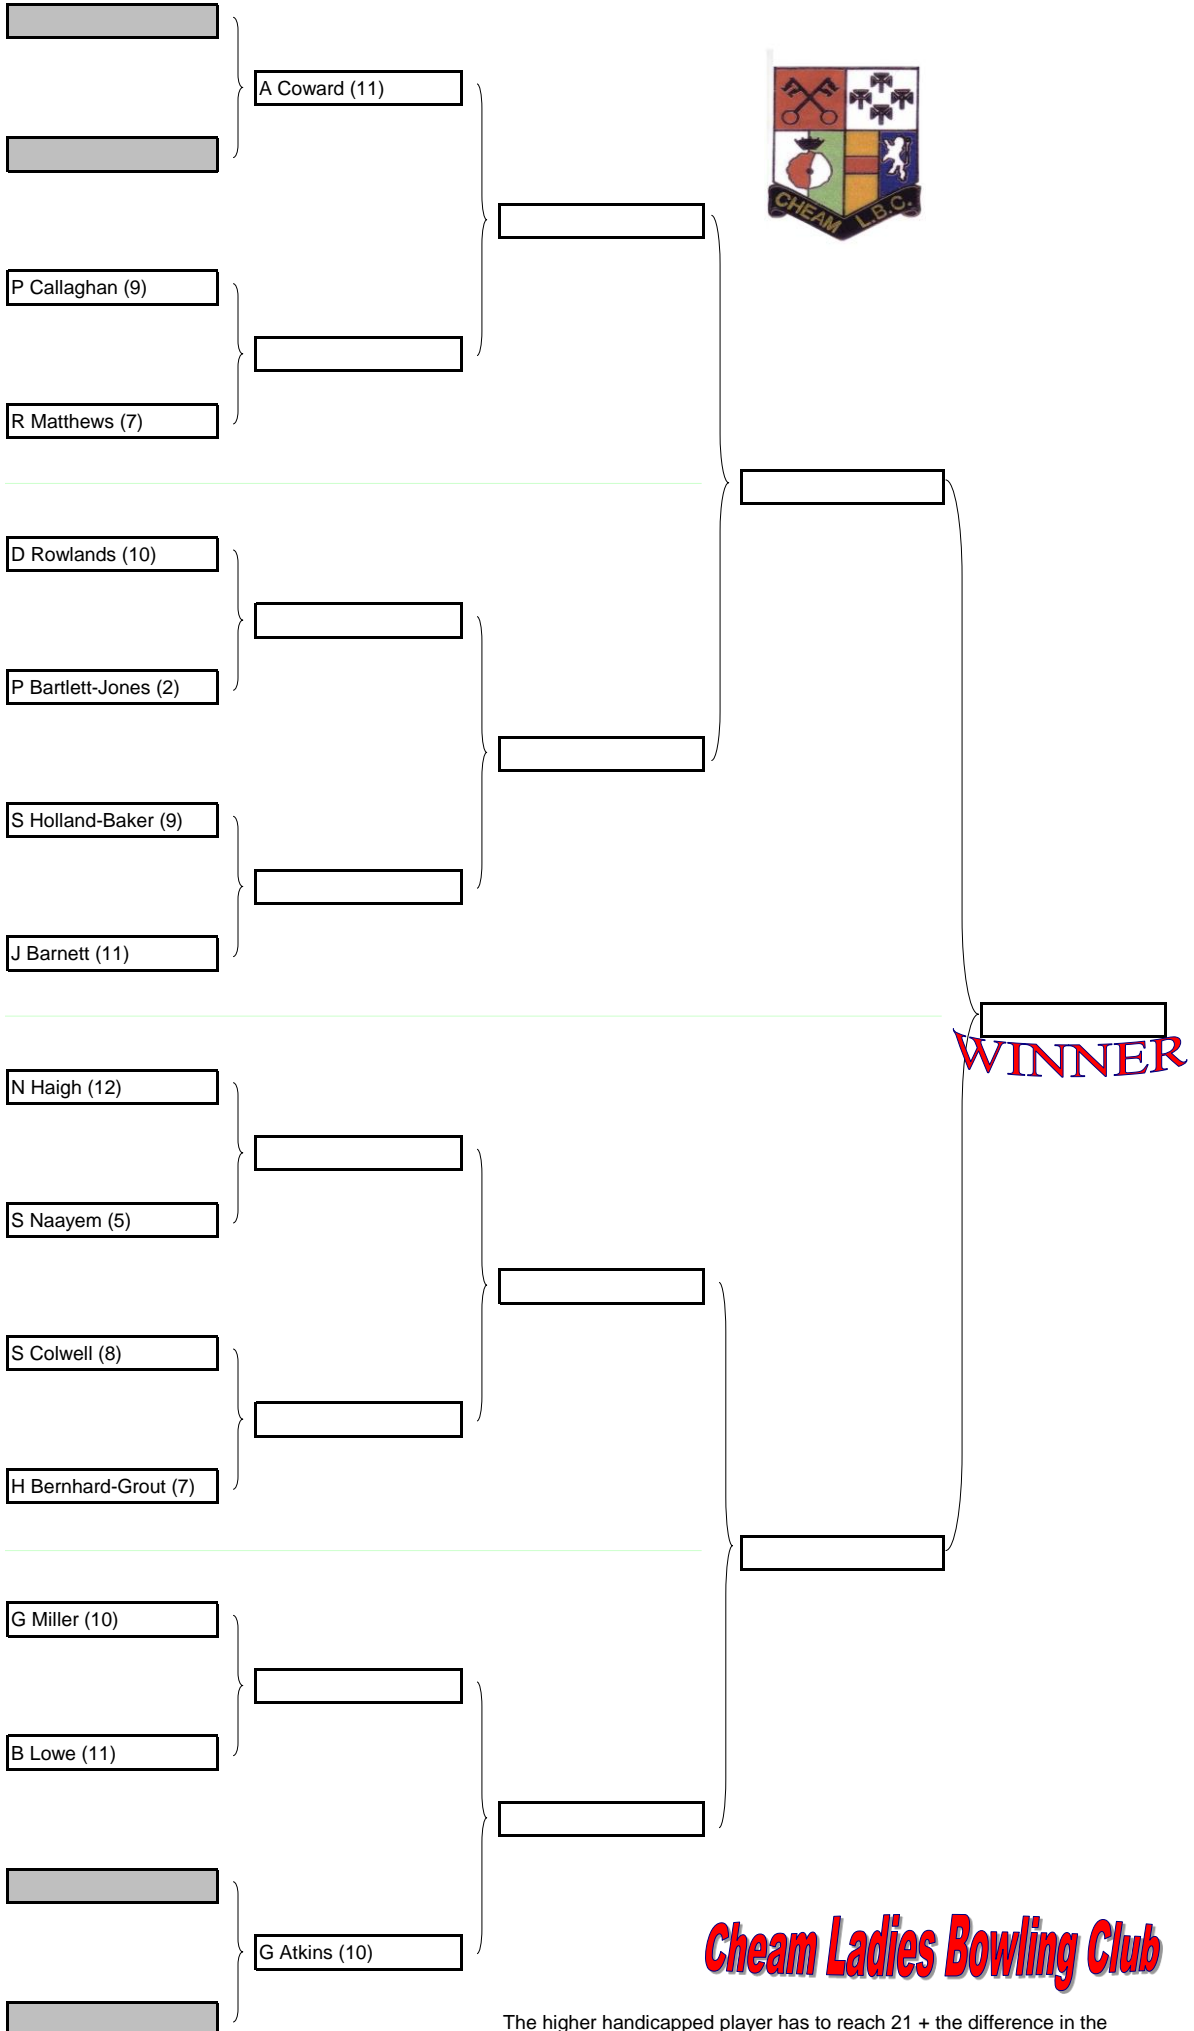 A Coward (11)
CHEAM L.B.C.
P Callaghan (9)
R Matthews (7)
D Rowlands (10)
P Bartlett-Jones (2)
S Holland-Baker (9)
J Barnett (11)
WINNER
N Haigh (12)
S Naayem (5)
S Colwell (8)
H Bernhard-Grout (7)
G Miller (10)
B Lowe (11)
G Atkins (10)
Cheam Ladies Bowling Club
The higher handicapped player has to reach 21 + the difference in the